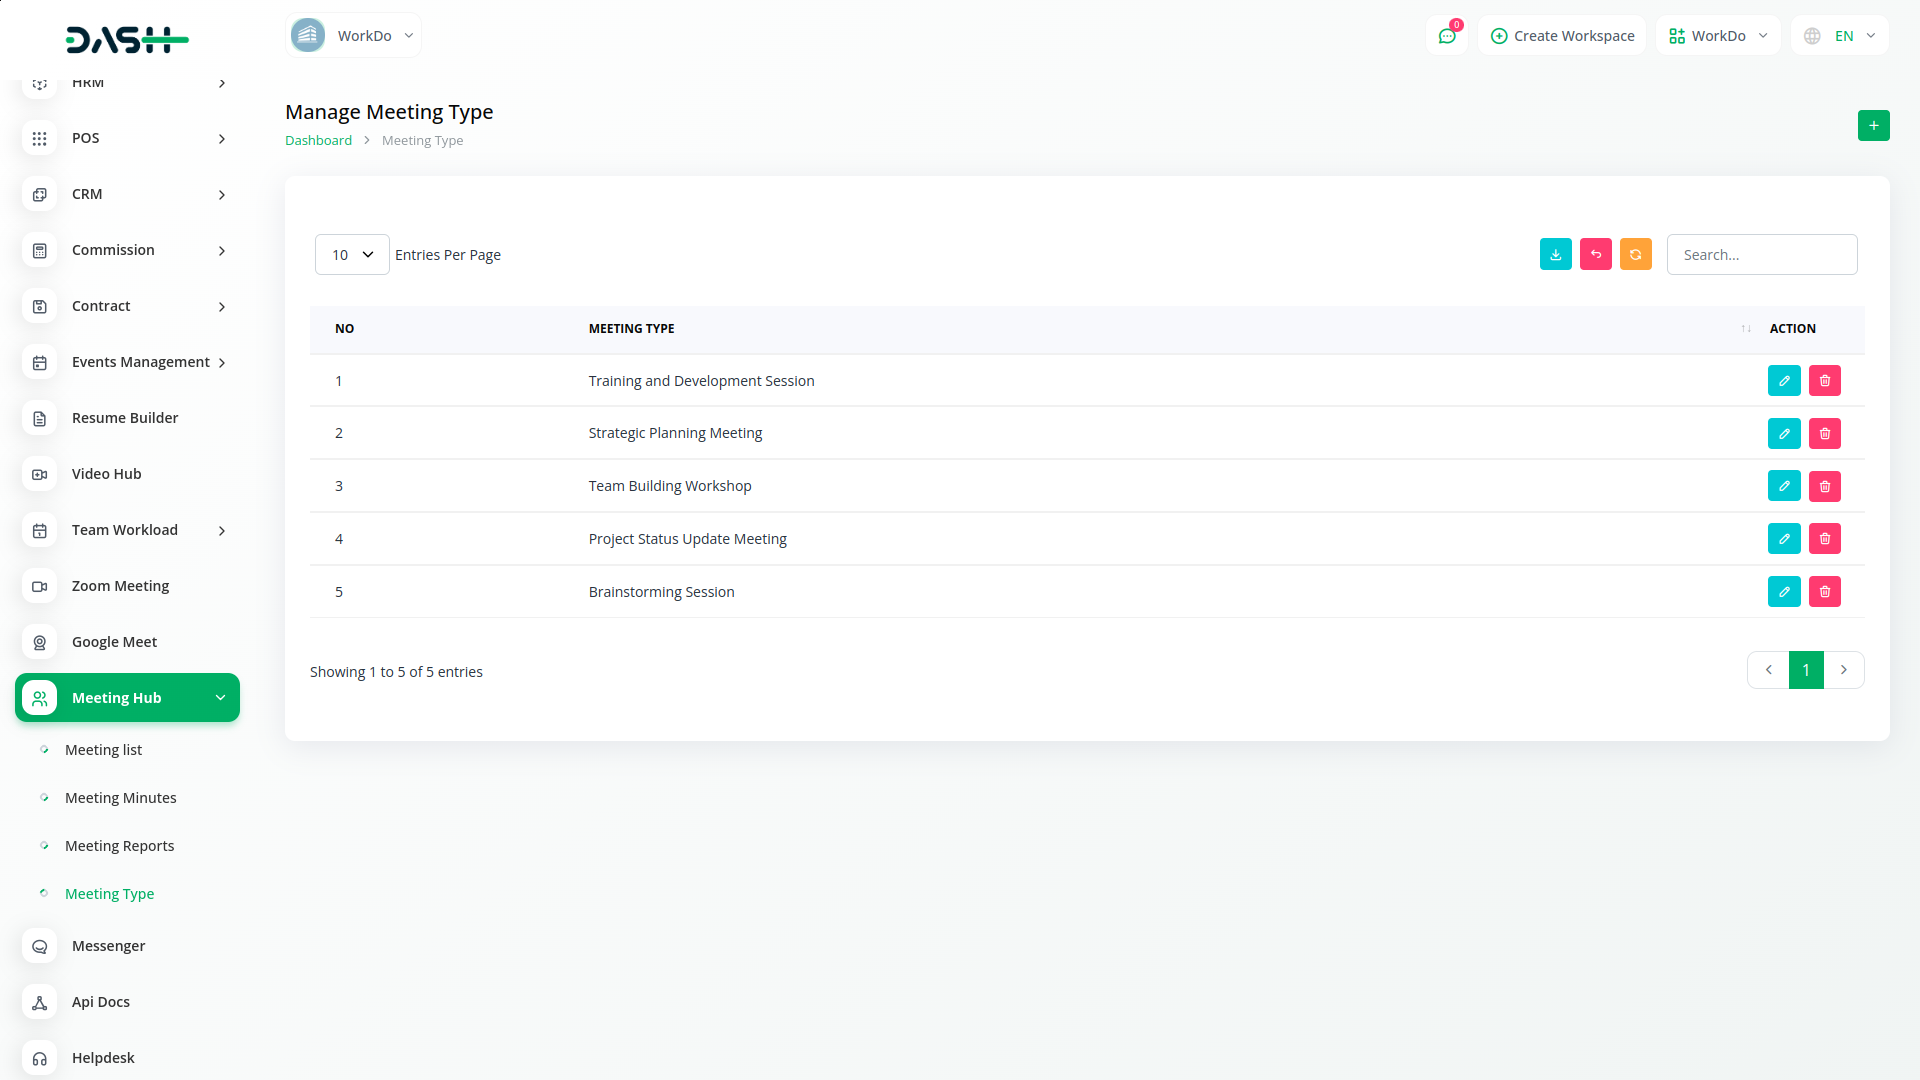 DASH
WorkDo
0
Create Workspace
WorkDo
EN
HRM
POS
CRM
Commission
Contract
Events Management
Resume Builder
Video Hub
Team Workload
Zoom Meeting
Google Meet
Meeting Hub
Meeting list
Meeting Minutes
Meeting Reports
Meeting Type
Messenger
Api Docs
Helpdesk
Manage Meeting Type
Dashboard > Meeting Type
+
10 Entries Per Page
Search...
NO MEETING TYPE ↑↓ ACTION
1 Training and Development Session
2 Strategic Planning Meeting
3 Team Building Workshop
4 Project Status Update Meeting
5 Brainstorming Session
Showing 1 to 5 of 5 entries
1